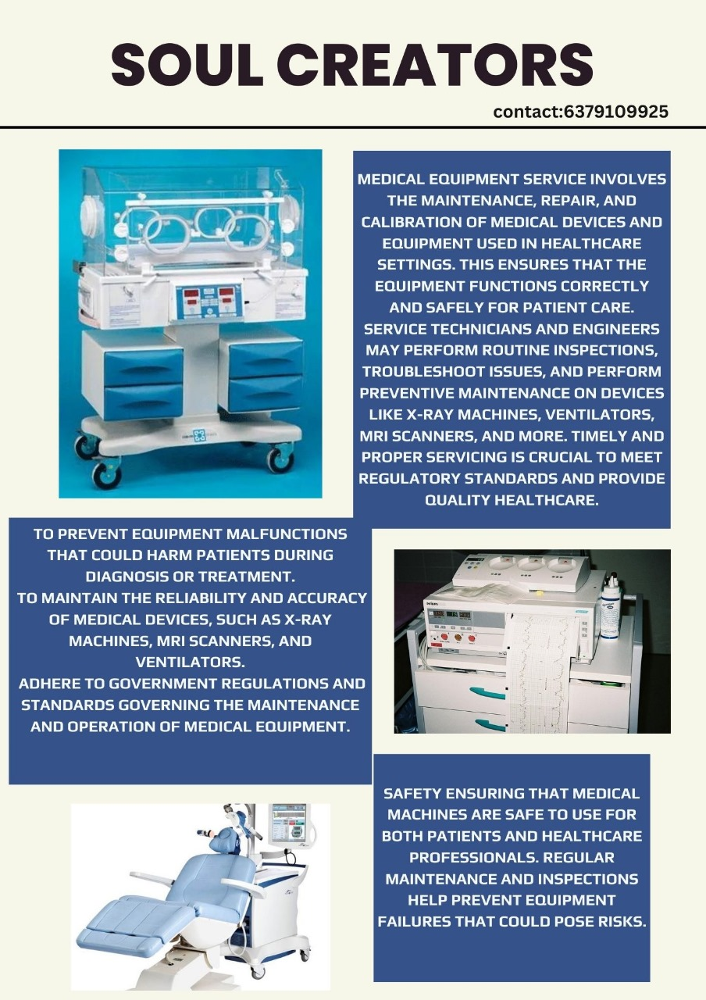 SOUL CREATORS
contact:6379109925
MEDICAL EQUIPMENT SERVICE INVOLVES
THE MAINTENANCE, REPAIR, AND
CALIBRATION OF MEDICAL DEVICES AND
EQUIPMENT USED IN HEALTHCARE
SETTINGS. THIS ENSURES THAT THE
EQUIPMENT FUNCTIONS CORRECTLY
AND SAFELY FOR PATIENT CARE.
SERVICE TECHNICIANS AND ENGINEERS
MAY PERFORM ROUTINE INSPECTIONS,
TROUBLESHOOT ISSUES, AND PERFORM
PREVENTIVE MAINTENANCE ON DEVICES
LIKE X-RAY MACHINES, VENTILATORS,
MRI SCANNERS, AND MORE. TIMELY AND
PROPER SERVICING IS CRUCIAL TO MEET
REGULATORY STANDARDS AND PROVIDE
QUALITY HEALTHCARE.
TO PREVENT EQUIPMENT MALFUNCTIONS
THAT COULD HARM PATIENTS DURING
DIAGNOSIS OR TREATMENT.
TO MAINTAIN THE RELIABILITY AND ACCURACY
OF MEDICAL DEVICES, SUCH AS X-RAY
MACHINES, MRI SCANNERS, AND
VENTILATORS.
ADHERE TO GOVERNMENT REGULATIONS AND
STANDARDS GOVERNING THE MAINTENANCE
AND OPERATION OF MEDICAL EQUIPMENT.
PHILIPS
SAFETY ENSURING THAT MEDICAL
MACHINES ARE SAFE TO USE FOR
BOTH PATIENTS AND HEALTHCARE
PROFESSIONALS. REGULAR
MAINTENANCE AND INSPECTIONS
HELP PREVENT EQUIPMENT
FAILURES THAT COULD POSE RISKS.